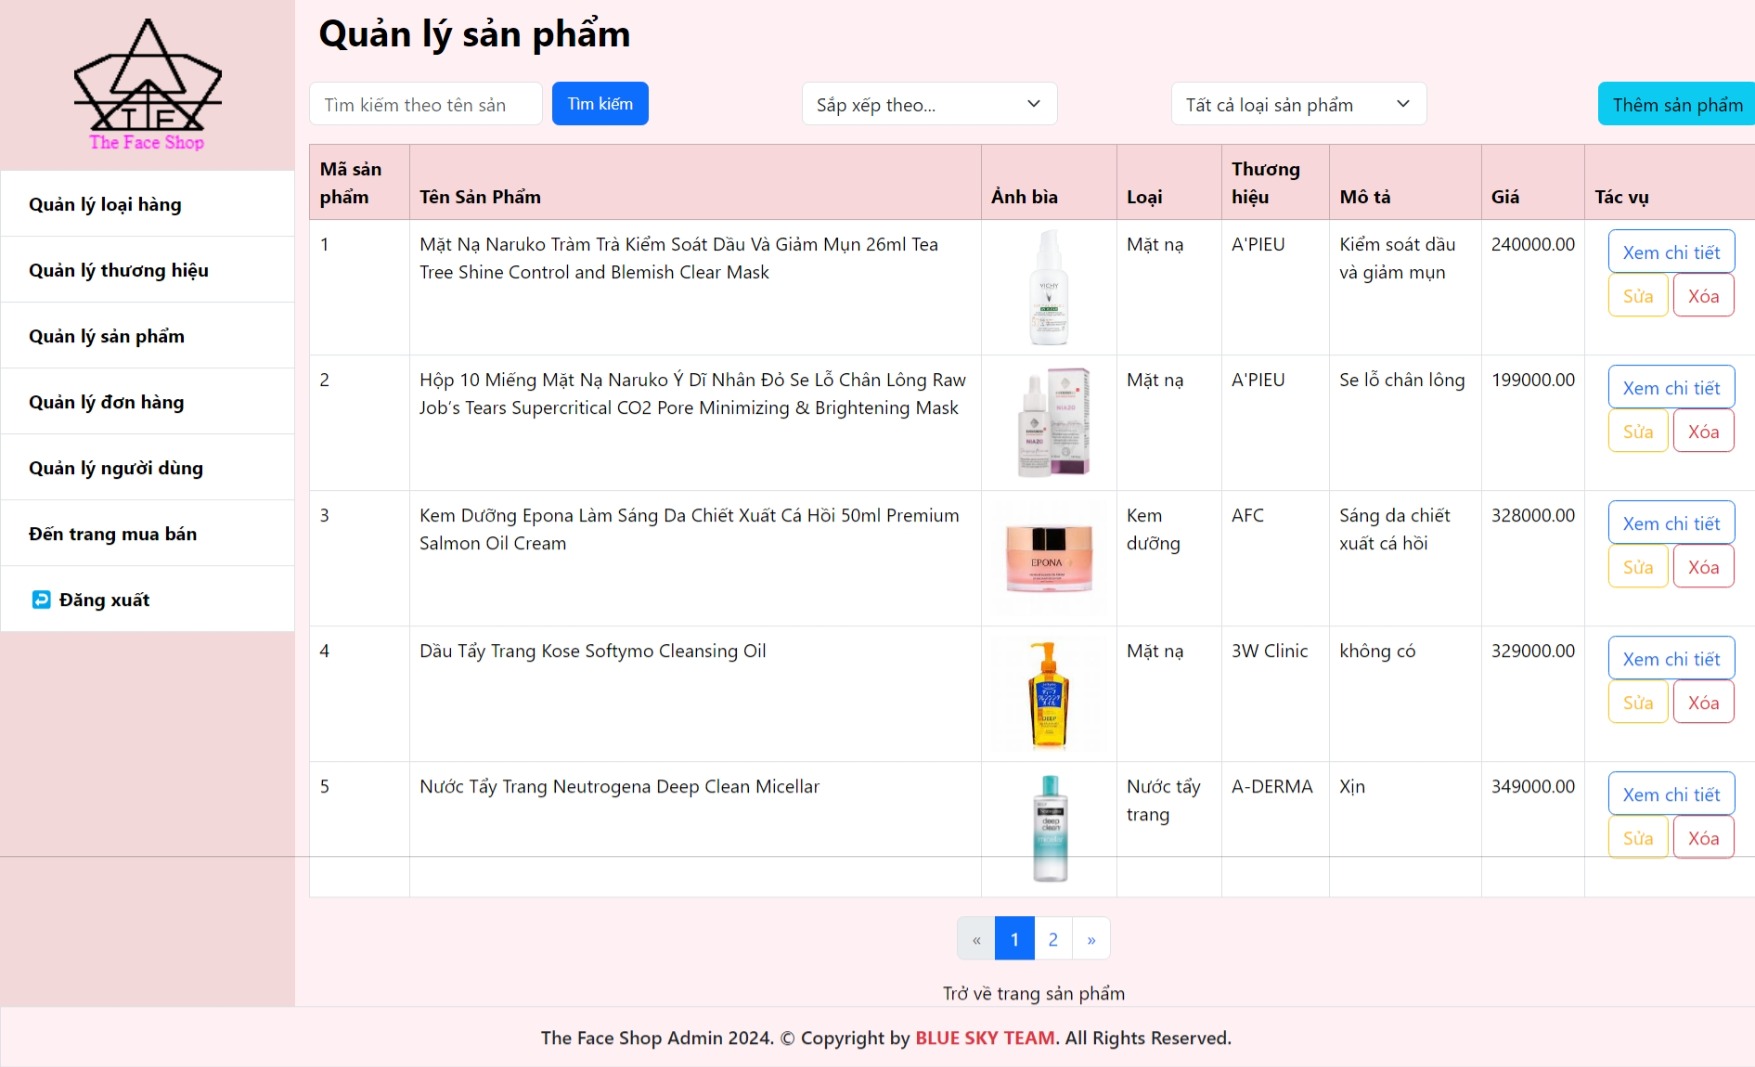 The Face Shop
Quản lý loại hàng
Quản lý thương hiệu
Quản lý sản phẩm
Quản lý đơn hàng
Quản lý người dùng
Đến trang mua bán
Đăng xuất
Quản lý sản phẩm
Tìm kiếm theo tên sản
Tìm kiếm
Sắp xếp theo...
Tất cả loại sản phẩm
Thêm sản phẩm
Mã sản
phẩm
Tên Sản Phẩm
Ảnh bìa
Loại
Thương
hiệu
Mô tả
Giá
Tác vụ
1
Mặt Nạ Naruko Tràm Trà Kiểm Soát Dầu Và Giảm Mụn 26ml Tea
Tree Shine Control and Blemish Clear Mask
VICHY
Mặt nạ
A'PIEU
Kiểm soát dầu
và giảm mụn
240000.00
Xem chi tiết
Sửa
Xóa
2
Hộp 10 Miếng Mặt Nạ Naruko Ý Dĩ Nhân Đỏ Se Lỗ Chân Lông Raw
Job's Tears Supercritical CO2 Pore Minimizing & Brightening Mask
Mặt nạ
A'PIEU
Se lỗ chân lông
199000.00
Xem chi tiết
Sửa
Xóa
3
Kem Dưỡng Epona Làm Sáng Da Chiết Xuất Cá Hồi 50ml Premium
Salmon Oil Cream
EPONA
Kem
dưỡng
AFC
Sáng da chiết
xuất cá hồi
328000.00
Xem chi tiết
Sửa
Xóa
4
Dầu Tẩy Trang Kose Softymo Cleansing Oil
Mặt nạ
3W Clinic
không có
329000.00
Xem chi tiết
Sửa
Xóa
5
Nước Tẩy Trang Neutrogena Deep Clean Micellar
deep
clean
Nước tẩy
trang
A-DERMA
Xịn
349000.00
Xem chi tiết
Sửa
Xóa
«
1
2
»
Trở về trang sản phẩm
The Face Shop Admin 2024. © Copyright by BLUE SKY TEAM. All Rights Reserved.